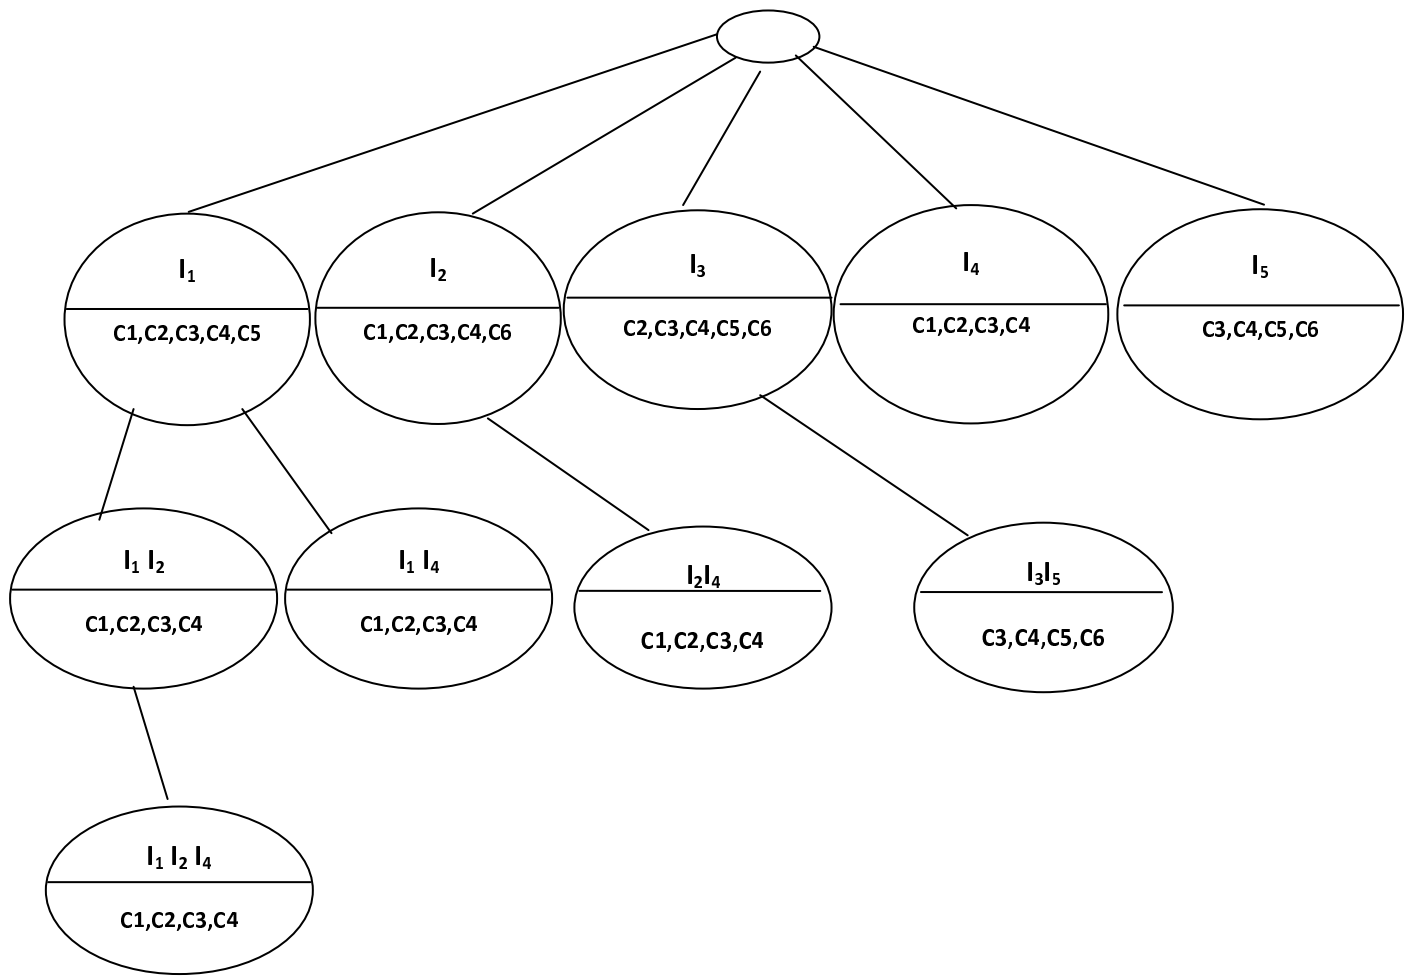 I₁
C1,C2,C3,C4,C5
I₂
C1,C2,C3,C4,C6
I₃
C2,C3,C4,C5,C6
I₄
C1,C2,C3,C4
I₅
C3,C4,C5,C6
I₁ I₂
C1,C2,C3,C4
I₁ I₄
C1,C2,C3,C4
I₂I₄
C1,C2,C3,C4
I₃I₅
C3,C4,C5,C6
I₁ I₂ I₄
C1,C2,C3,C4